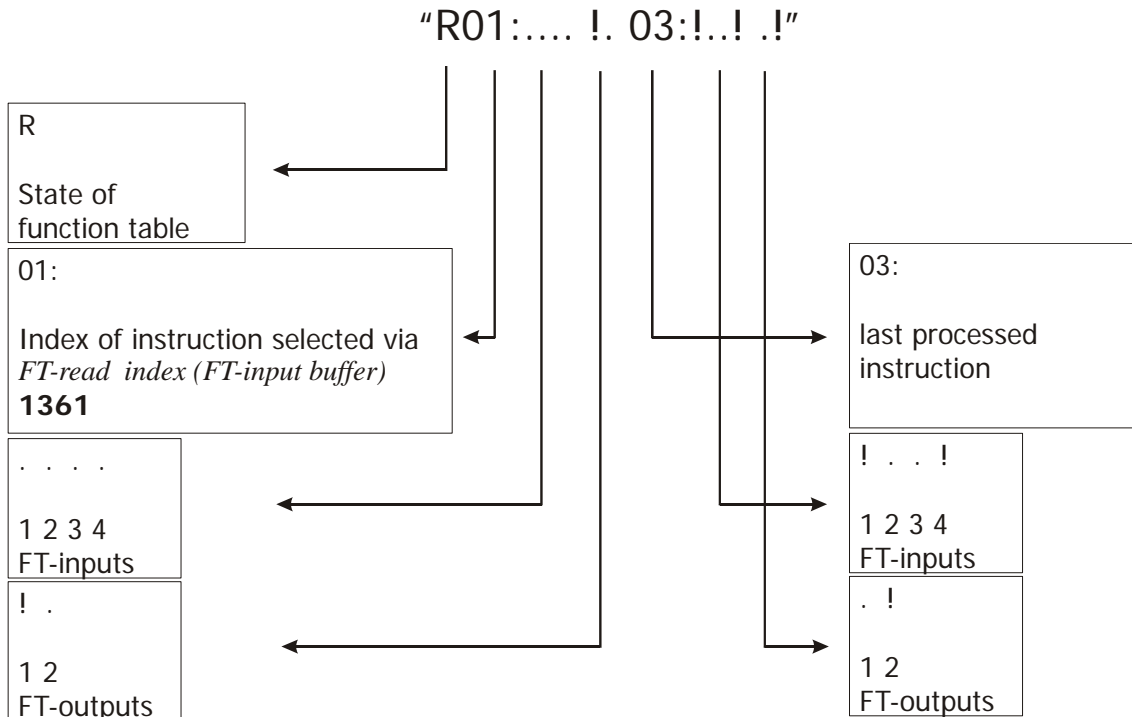 “R01:.... !. 03:!..! .!”
R
State of
function table
01:
Index of instruction selected via
FT-read index (FT-input buffer)
1361
. . . .
1 2 3 4
FT-inputs
! .
1 2
FT-outputs
03:
last processed
instruction
! . . !
1 2 3 4
FT-inputs
. !
1 2
FT-outputs